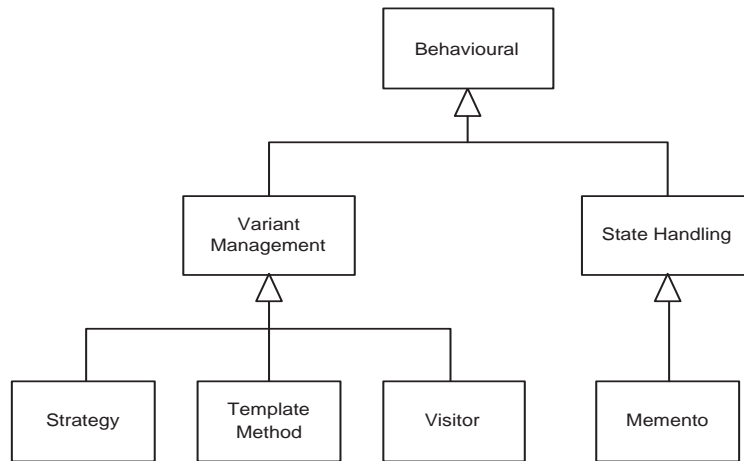 Behavioural
Variant
Management
State Handling
Strategy
Template
Method
Visitor
Memento